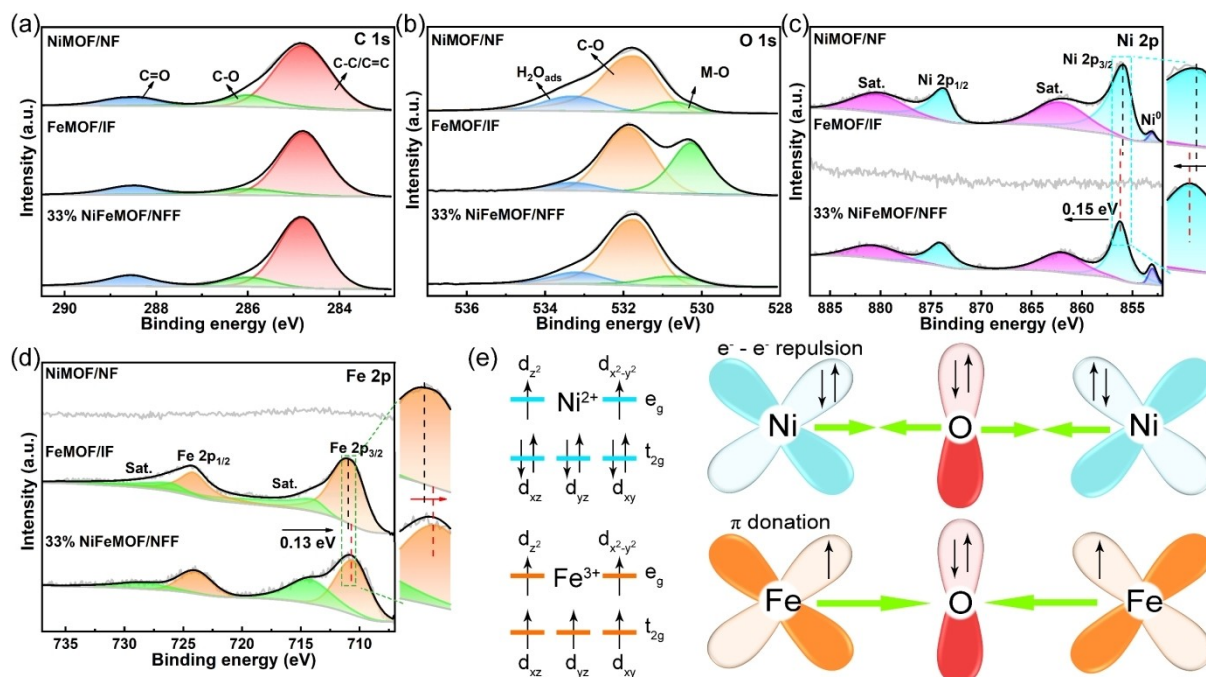 (a)
C 1s
NiMOF/NF
C=O
C-O
C-C/C=C
FeMOF/IF
33% NiFeMOF/NFF
Intensity (a.u.)
290 288 286 284
Binding energy (eV)
(b)
O 1s
NiMOF/NF
C-O
H₂Oₐdₛ
M-O
FeMOF/IF
33% NiFeMOF/NFF
Intensity (a.u.)
536 534 532 530 528
Binding energy (eV)
(c)
NiMOF/NF
Ni 2p
Ni 2p3/2
Sat.
Ni 2p1/2
Sat.
Ni⁰
FeMOF/IF
33% NiFeMOF/NFF
0.15 eV
Intensity (a.u.)
880 875 870 865 860 855
Binding energy (eV)
(d)
Fe 2p
NiMOF/NF
FeMOF/IF
Sat.
Fe 2p1/2
Sat.
Fe 2p3/2
33% NiFeMOF/NFF
0.13 eV
Intensity (a.u.)
735 730 725 720 715 710
Binding energy (eV)
(e)
dz² dx²-y²
Ni²⁺ eg
t2g
dxz dyz dxy
e⁻ - e⁻ repulsion
Ni O Ni
dz² dx²-y²
Fe³⁺ eg
t2g
dxz dyz dxy
π donation
Fe O Fe